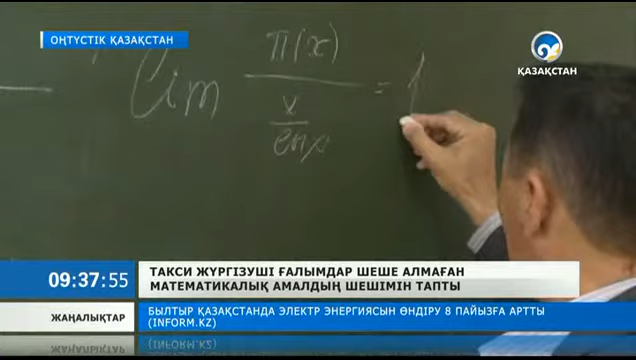 ОҢТҮСТІК ҚАЗАҚСТАН
ҚАЗАҚСТАН
lim π(x) / (x / ln x) = 1
ТАКСИ ЖҮРГІЗУШІ ҒАЛЫМДАР ШЕШЕ АЛМАҒАН
МАТЕМАТИКАЛЫҚ АМАЛДЫҢ ШЕШІМІН ТАПТЫ
09:37:55
БЫЛТЫР ҚАЗАҚСТАНДА ЭЛЕКТР ЭНЕРГИЯСЫН ӨНДІРУ 8 ПАЙЫЗҒА АРТТЫ
(INFORM.KZ)
ЖАҢАЛЫҚТАР